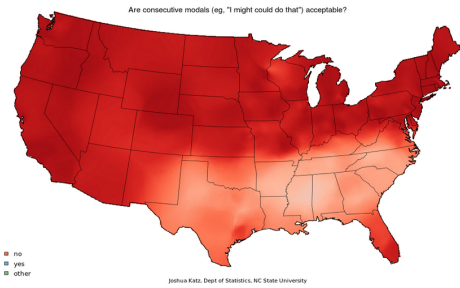 Are consecutive modals (eg, "I might could do that") acceptable?
no
yes
other
Joshua Katz, Dept of Statistics, NC State University